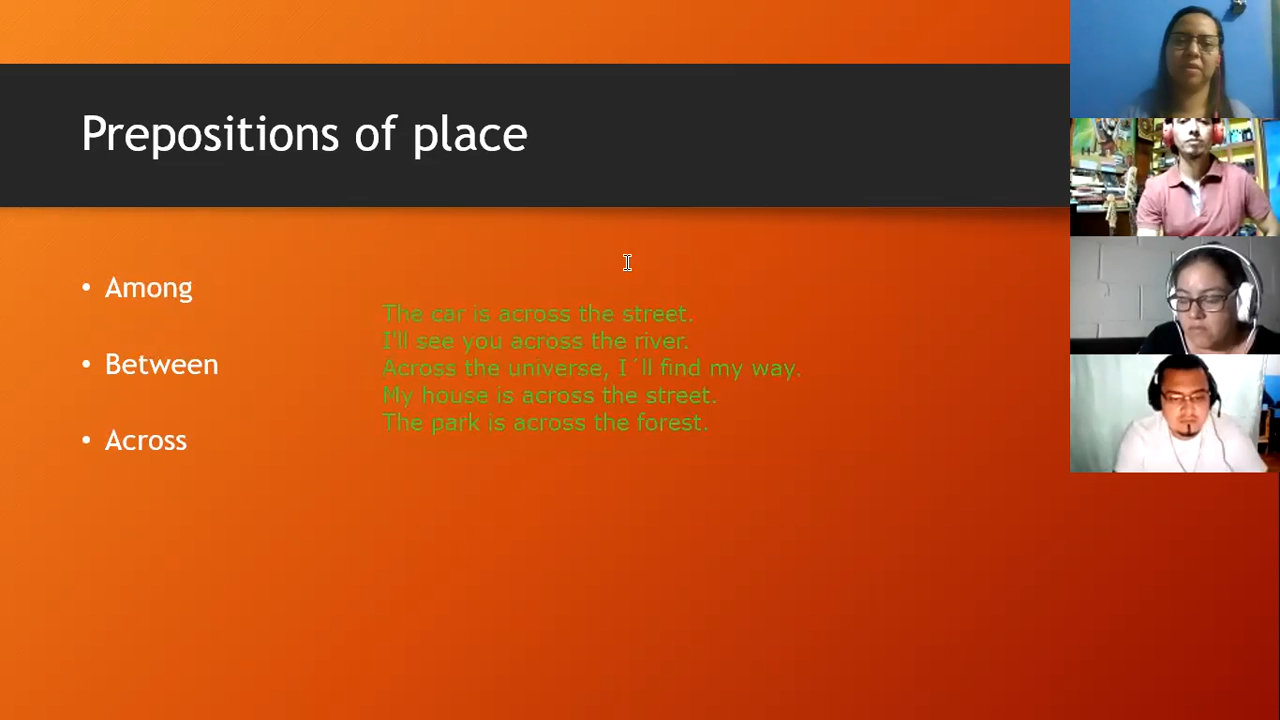 Prepositions of place
• Among
• Between
• Across
The car is across the street.
I'll see you across the river.
Across the universe, I´ll find my way.
My house is across the street.
The park is across the forest.